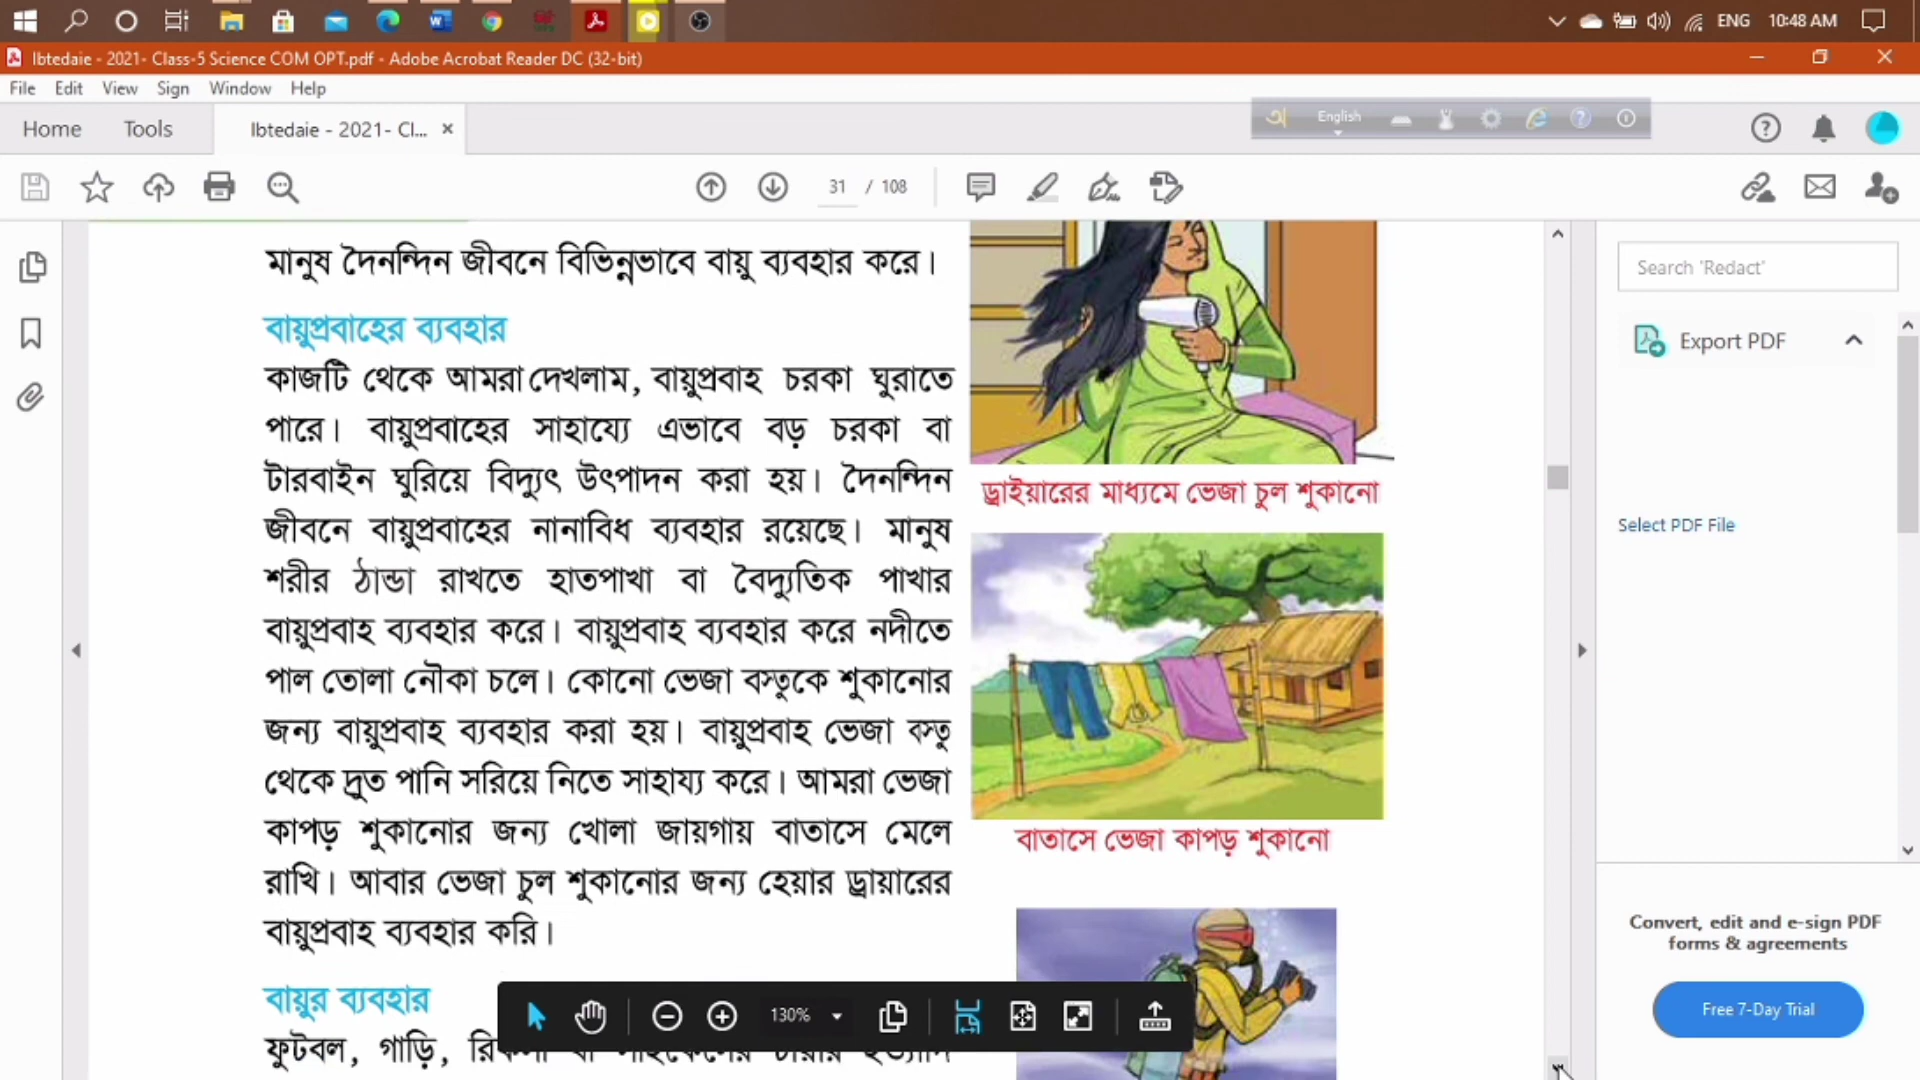 ENG 10:48 AM
Ibtedaie - 2021- Class-5 Science COM OPT.pdf - Adobe Acrobat Reader DC (32-bit)
File Edit View Sign Window Help
Home Tools Ibtedaie - 2021- Cl...
English
31 / 108
মানুষ দৈনন্দিন জীবনে বিভিন্নভাবে বায়ু ব্যবহার করে।
বায়ুপ্রবাহের ব্যবহার
কাজটি থেকে আমরা দেখলাম, বায়ুপ্রবাহ চরকা ঘুরাতে
পারে। বায়ুপ্রবাহের সাহায্যে এভাবে বড় চরকা বা
টারবাইন ঘুরিয়ে বিদ্যুৎ উৎপাদন করা হয়। দৈনন্দিন
জীবনে বায়ুপ্রবাহের নানাবিধ ব্যবহার রয়েছে। মানুষ
শরীর ঠান্ডা রাখতে হাতপাখা বা বৈদ্যুতিক পাখার
বায়ুপ্রবাহ ব্যবহার করে। বায়ুপ্রবাহ ব্যবহার করে নদীতে
পাল তোলা নৌকা চলে। কোনো ভেজা বস্তুকে শুকানোর
জন্য বায়ুপ্রবাহ ব্যবহার করা হয়। বায়ুপ্রবাহ ভেজা বস্তু
থেকে দ্রুত পানি সরিয়ে নিতে সাহায্য করে। আমরা ভেজা
কাপড় শুকানোর জন্য খোলা জায়গায় বাতাসে মেলে
রাখি। আবার ভেজা চুল শুকানোর জন্য হেয়ার ড্রায়ারের
বায়ুপ্রবাহ ব্যবহার করি।
বায়ুর ব্যবহার
ফুটবল, গাড়ি,
ড্রাইয়ারের মাধ্যমে ভেজা চুল শুকানো
বাতাসে ভেজা কাপড় শুকানো
130%
Search 'Redact'
Export PDF
Select PDF File
Convert, edit and e-sign PDF
forms & agreements
Free 7-Day Trial